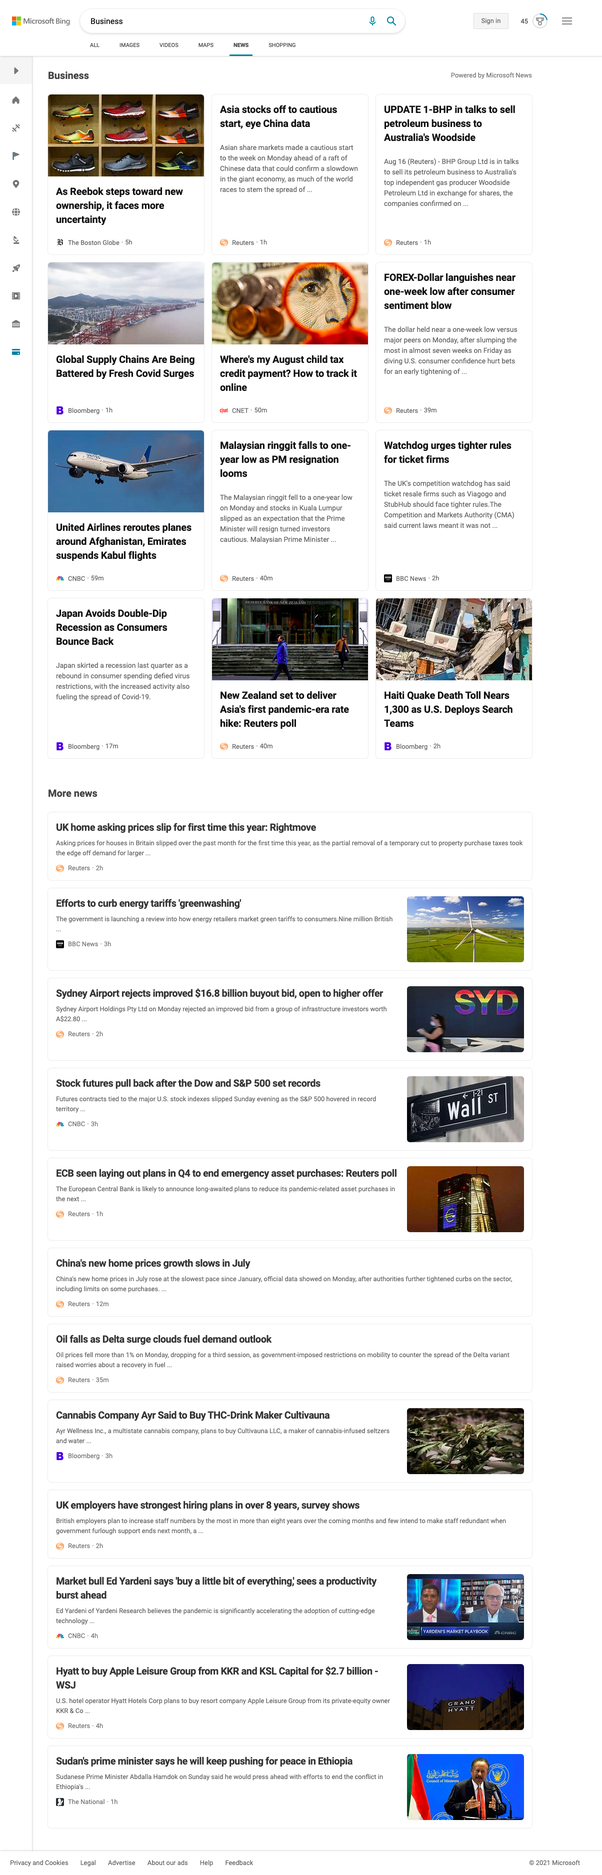 Microsoft Bing
Business
Sign in
45
ALL
IMAGES
VIDEOS
MAPS
NEWS
SHOPPING
Business
Powered by Microsoft News
As Reebok steps toward new
ownership, it faces more
uncertainty
The Boston Globe · 5h
Asia stocks off to cautious
start, eye China data
Asian share markets made a cautious start
to the week on Monday ahead of a raft of
Chinese data that could confirm a slowdown
in the giant economy, as much of the world
races to stem the spread of ...
Reuters · 1h
UPDATE 1-BHP in talks to sell
petroleum business to
Australia's Woodside
Aug 16 (Reuters) - BHP Group Ltd is in talks
to sell its petroleum business to Australia's
top independent gas producer Woodside
Petroleum Ltd in exchange for shares, the
companies confirmed on ...
Reuters · 1h
Global Supply Chains Are Being
Battered by Fresh Covid Surges
Bloomberg · 1h
Where's my August child tax
credit payment? How to track it
online
CNET · 50m
FOREX-Dollar languishes near
one-week low after consumer
sentiment blow
The dollar held near a one-week low versus
major peers on Monday, after slumping the
most in almost seven weeks on Friday as
diving U.S. consumer confidence hurt bets
for an early tightening of ...
Reuters · 39m
United Airlines reroutes planes
around Afghanistan, Emirates
suspends Kabul flights
CNBC · 59m
Malaysian ringgit falls to one-
year low as PM resignation
looms
The Malaysian ringgit fell to a one-year low
on Monday and stocks in Kuala Lumpur
slipped as an expectation that the Prime
Minister will resign turned investors
cautious. Malaysian Prime Minister ...
Reuters · 40m
Watchdog urges tighter rules
for ticket firms
The UK's competition watchdog has said
ticket resale firms such as Viagogo and
StubHub should face tighter rules.The
Competition and Markets Authority (CMA)
said current laws meant it was not ...
BBC News · 2h
Japan Avoids Double-Dip
Recession as Consumers
Bounce Back
Japan skirted a recession last quarter as a
rebound in consumer spending defied virus
restrictions, with the increased activity also
fueling the spread of Covid-19.
Bloomberg · 17m
New Zealand set to deliver
Asia's first pandemic-era rate
hike: Reuters poll
Reuters · 40m
Haiti Quake Death Toll Nears
1,300 as U.S. Deploys Search
Teams
Bloomberg · 2h
More news
UK home asking prices slip for first time this year: Rightmove
Asking prices for houses in Britain slipped over the past month for the first time this year, as the partial removal of a temporary cut to property purchase taxes took
the edge off demand for larger ...
Reuters · 2h
Efforts to curb energy tariffs 'greenwashing'
The government is launching a review into how energy retailers market green tariffs to consumers.Nine million British
...
BBC News · 3h
Sydney Airport rejects improved $16.8 billion buyout bid, open to higher offer
Sydney Airport Holdings Pty Ltd on Monday rejected an improved bid from a group of infrastructure investors worth
A$22.80 ...
Reuters · 2h
SYD
Stock futures pull back after the Dow and S&P 500 set records
Futures contracts tied to the major U.S. stock indexes slipped Sunday evening as the S&P 500 hovered in record
territory ...
CNBC · 3h
1-21
Wall ST
ECB seen laying out plans in Q4 to end emergency asset purchases: Reuters poll
The European Central Bank is likely to announce long-awaited plans to reduce its pandemic-related asset purchases in
the next ...
Reuters · 1h
China's new home prices growth slows in July
China's new home prices in July rose at the slowest pace since January, official data showed on Monday, after authorities further tightened curbs on the sector,
including limits on some purchases. ...
Reuters · 12m
Oil falls as Delta surge clouds fuel demand outlook
Oil prices fell more than 1% on Monday, dropping for a third session, as government-imposed restrictions on mobility to counter the spread of the Delta variant
raised worries about a recovery in fuel ...
Reuters · 35m
Cannabis Company Ayr Said to Buy THC-Drink Maker Cultivauna
Ayr Wellness Inc., a multistate cannabis company, plans to buy Cultivauna LLC, a maker of cannabis-infused seltzers
and water ...
Bloomberg · 3h
UK employers have strongest hiring plans in over 8 years, survey shows
British employers plan to increase staff numbers by the most in more than eight years over the coming months and few intend to make staff redundant when
government furlough support ends next month, a ...
Reuters · 2h
Market bull Ed Yardeni says 'buy a little bit of everything,' sees a productivity
burst ahead
Ed Yardeni of Yardeni Research believes the pandemic is significantly accelerating the adoption of cutting-edge
technology ...
CNBC · 4h
YARDENI'S MARKET PLAYBOOK
CNBC
Hyatt to buy Apple Leisure Group from KKR and KSL Capital for $2.7 billion -
WSJ
U.S. hotel operator Hyatt Hotels Corp plans to buy resort company Apple Leisure Group from its private-equity owner
KKR & Co ...
Reuters · 4h
GRAND
HYATT
Sudan's prime minister says he will keep pushing for peace in Ethiopia
Sudanese Prime Minister Abdalla Hamdok on Sunday said he would press ahead with efforts to end the conflict in
Ethiopia's ...
The National · 1h
Privacy and Cookies
Legal
Advertise
About our ads
Help
Feedback
© 2021 Microsoft